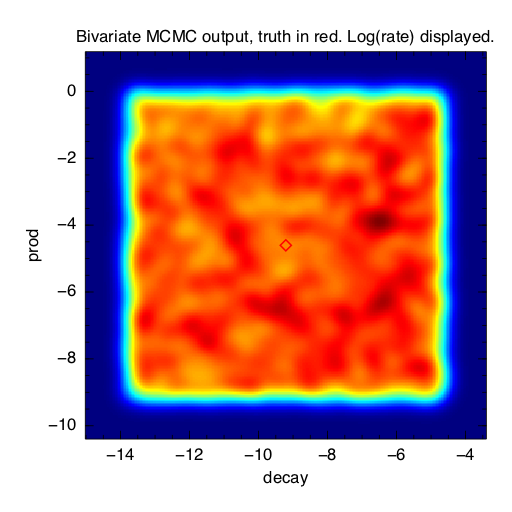 Bivariate MCMC output, truth in red. Log(rate) displayed.
0
−2
−4
−6
−8
−10
prod
−14 −12 −10 −8 −6 −4
decay